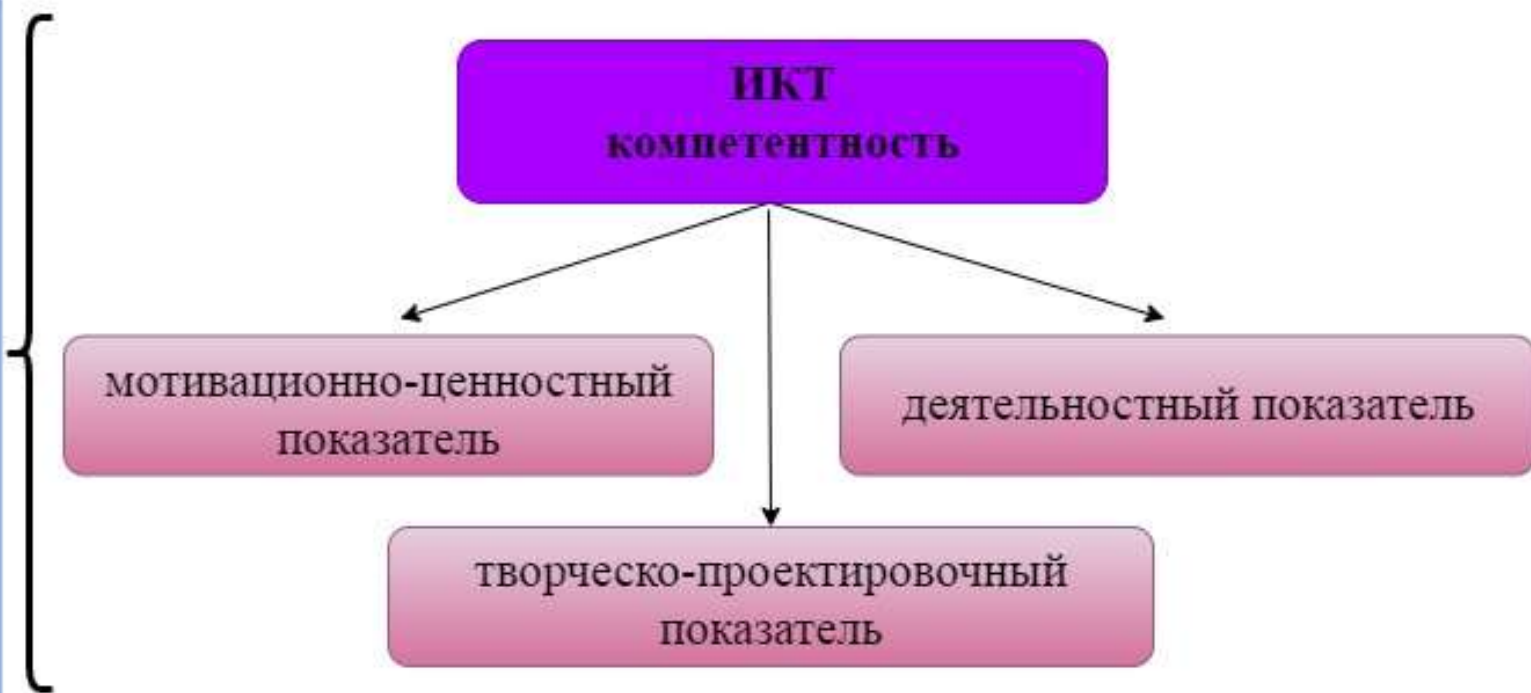 ИКТ
компетентность
мотивационно-ценностный
показатель
деятельностный показатель
творческо-проектировочный
показатель